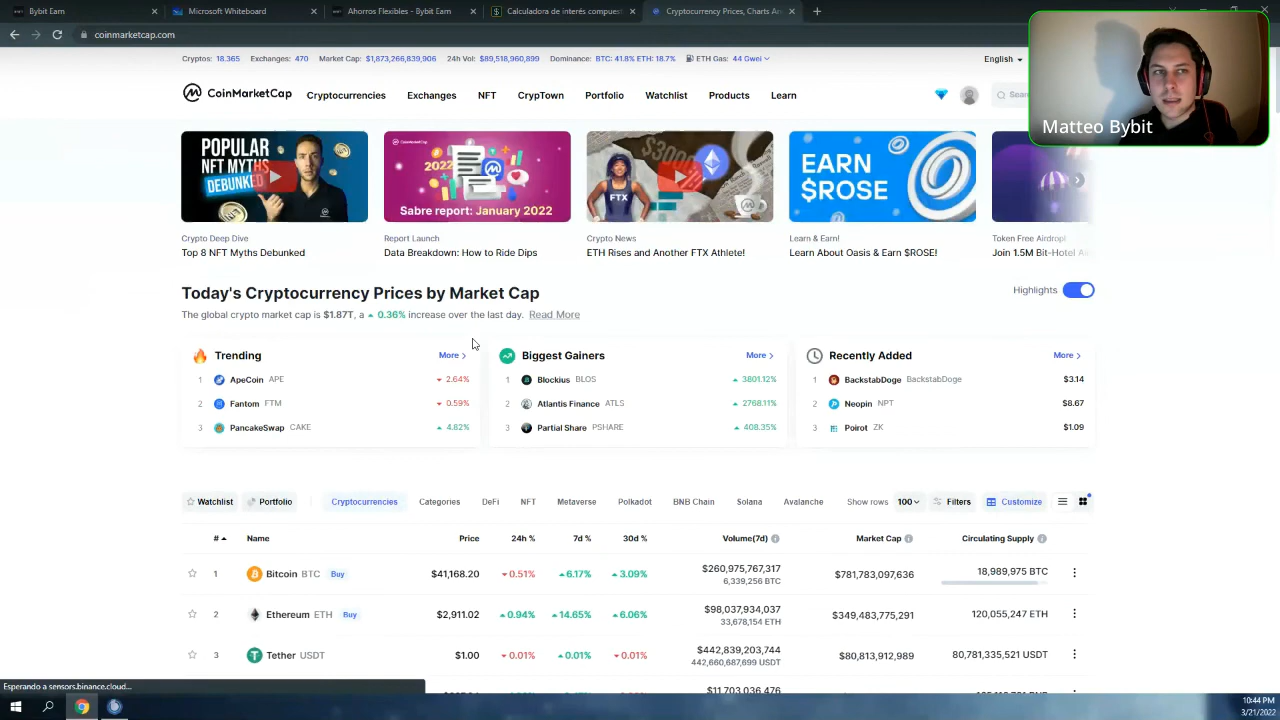 Bybit Earn
Microsoft Whiteboard
Ahorros Flexibles - Bybit Earn
Calculadora de interés compues
Cryptocurrency Prices, Charts An
coinmarketcap.com
Cryptos: 18.365 Exchanges: 470 Market Cap: $1,873,266,839,906 24h Vol: $89,518,960,899 Dominance: BTC: 41.8% ETH: 18.7% ETH Gas: 44 Gwei
English
CoinMarketCap
Cryptocurrencies Exchanges NFT CrypTown Portfolio Watchlist Products Learn
Matteo Bybit
POPULAR
NFT MYTHS
DEBUNKED
2022
Sabre report: January 2022
$3000
FTX
EARN
$ROSE
Crypto Deep Dive
Top 8 NFT Myths Debunked
Report Launch
Data Breakdown: How to Ride Dips
Crypto News
ETH Rises and Another FTX Athlete!
Learn & Earn!
Learn About Oasis & Earn $ROSE!
Token Free Airdrop!
Join 1.5M Bit-Hotel Ai
Today's Cryptocurrency Prices by Market Cap
Highlights
The global crypto market cap is $1.87T, a 0.36% increase over the last day. Read More
Trending More
1 ApeCoin APE 2.64%
2 Fantom FTM 0.59%
3 PancakeSwap CAKE 4.82%
Biggest Gainers More
1 Blockius BLOS 3801.12%
2 Atlantis Finance ATLS 2768.11%
3 Partial Share PSHARE 408.35%
Recently Added More
1 BackstabDoge BackstabDoge $3.14
2 Neopin NPT $8.67
3 Poirot ZK $1.09
Watchlist Portfolio Cryptocurrencies Categories DeFi NFT Metaverse Polkadot BNB Chain Solana Avalanche Show rows 100 Filters Customize
# Name Price 24h % 7d % 30d % Volume(7d) Market Cap Circulating Supply
1 Bitcoin BTC Buy $41,168.20 0.51% 6.17% 3.09% $260,975,767,317 $781,783,097,636 18,989,975 BTC
6,339,256 BTC
2 Ethereum ETH Buy $2,911.02 0.94% 14.65% 6.06% $98,037,934,037 $349,483,775,291 120,055,247 ETH
33,678,154 ETH
3 Tether USDT $1.00 0.01% 0.01% 0.01% $442,839,203,744 $80,813,912,989 80,781,335,521 USDT
442,660,687,699 USDT
$11,703,036,476
Esperando a sensors.binance.cloud...
10:44 PM
3/21/2022